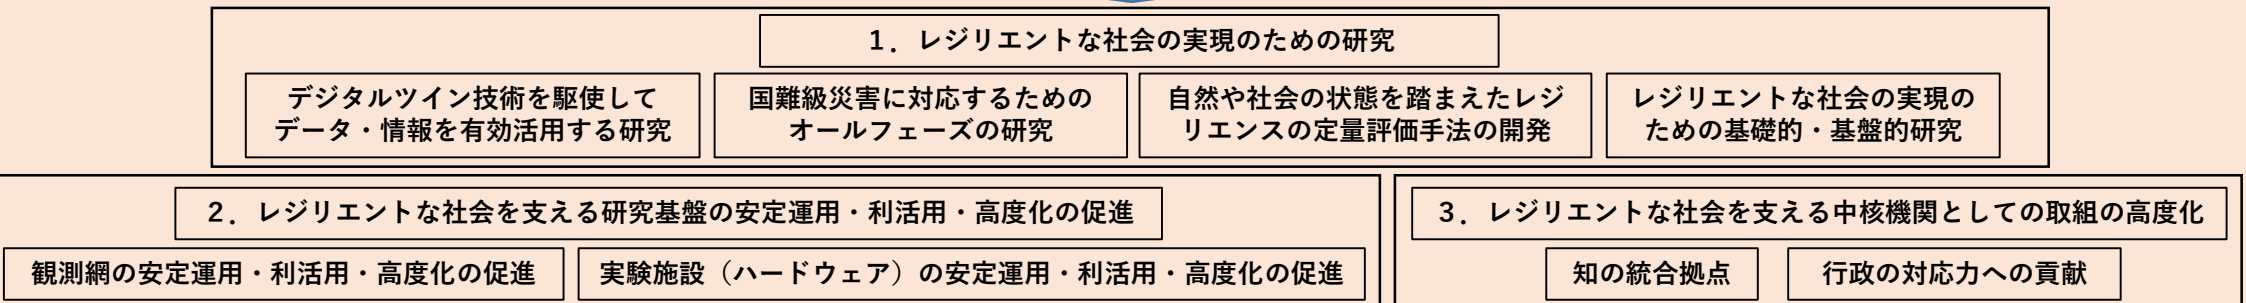 １．レジリエントな社会の実現のための研究
デジタルツイン技術を駆使して
データ・情報を有効活用する研究
国難級災害に対応するための
オールフェーズの研究
自然や社会の状態を踏まえたレジ
リエンスの定量評価手法の開発
レジリエントな社会の実現の
ための基礎的・基盤的研究
２．レジリエントな社会を支える研究基盤の安定運用・利活用・高度化の促進
観測網の安定運用・利活用・高度化の促進
実験施設（ハードウェア）の安定運用・利活用・高度化の促進
３．レジリエントな社会を支える中核機関としての取組の高度化
知の統合拠点
行政の対応力への貢献